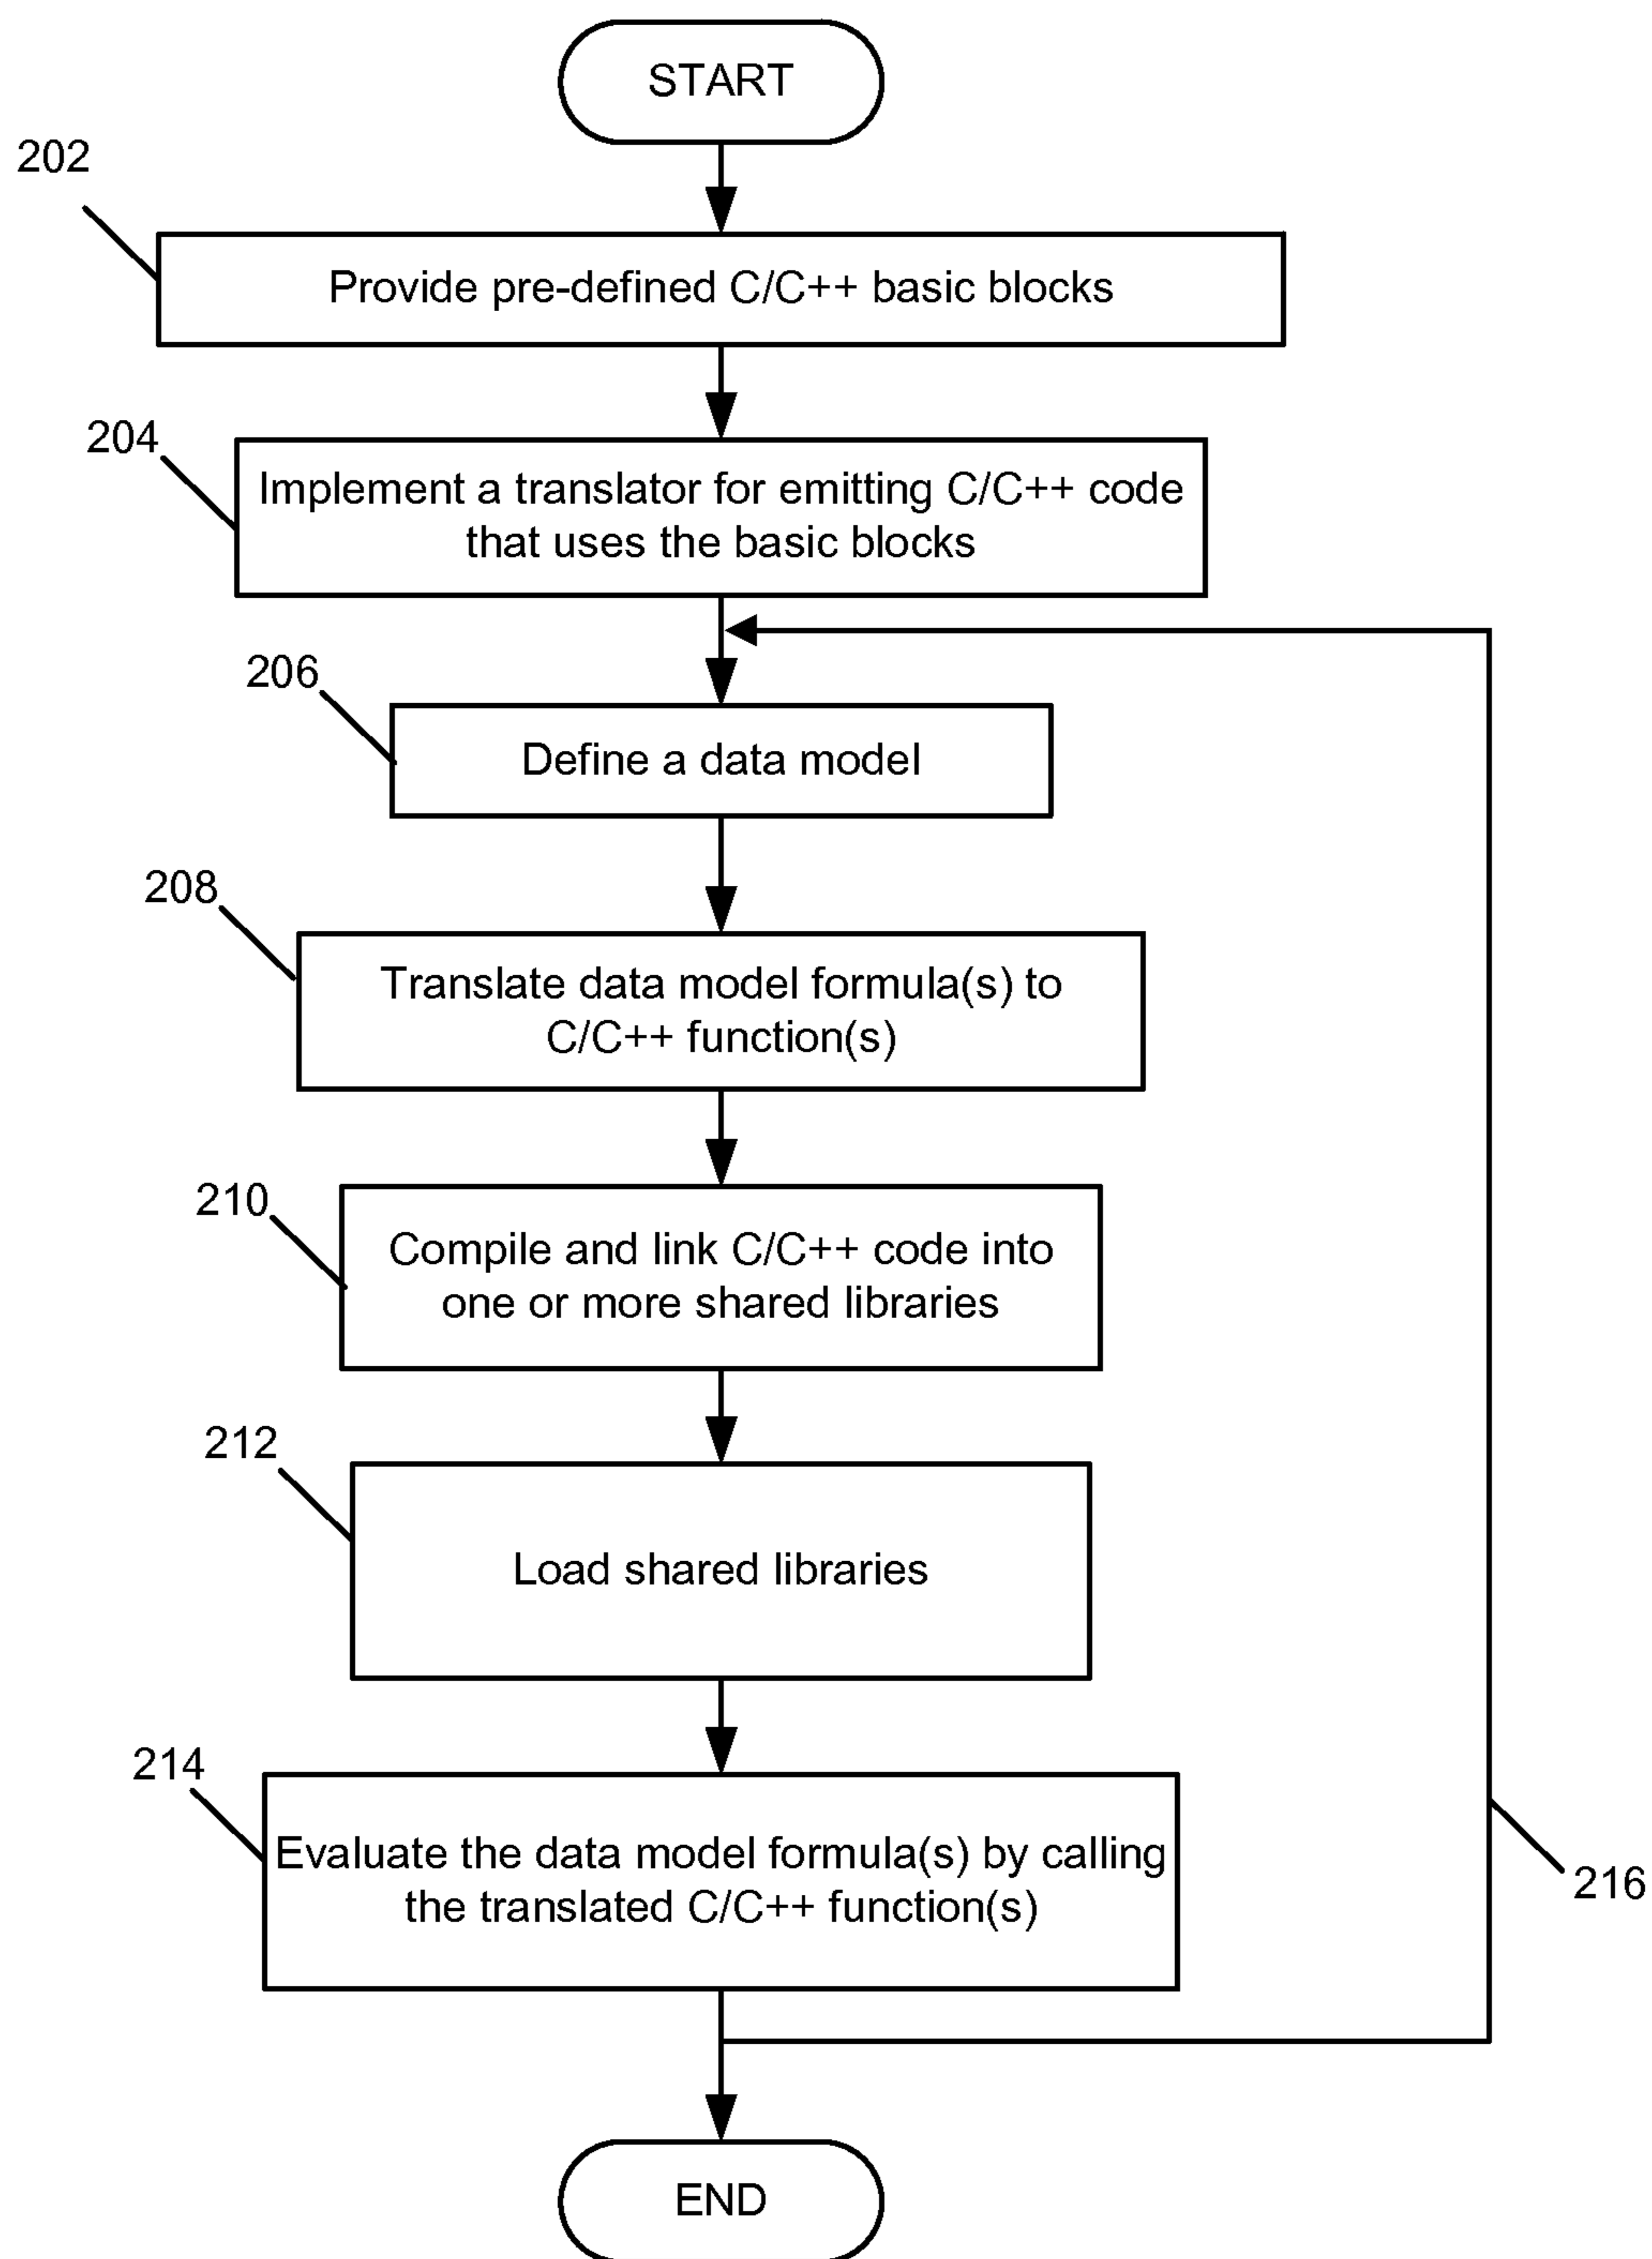 START
202
Provide pre-defined C/C++ basic blocks
204
Implement a translator for emitting C/C++ code
that uses the basic blocks
206
Define a data model
208
Translate data model formula(s) to
C/C++ function(s)
210
Compile and link C/C++ code into
one or more shared libraries
212
Load shared libraries
214
Evaluate the data model formula(s) by calling
the translated C/C++ function(s)
216
END